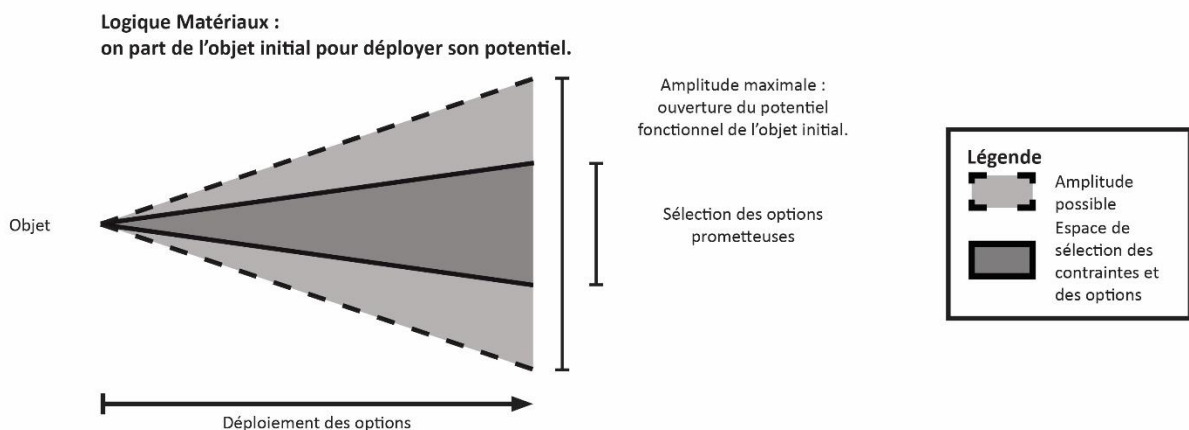 Logique Matériaux :
on part de l'objet initial pour déployer son potentiel.
Amplitude maximale :
ouverture du potentiel
fonctionnel de l'objet initial.
Objet
Sélection des options
prometteuses
Déploiement des options
Légende
Amplitude
possible
Espace de
sélection des
contraintes et
des options